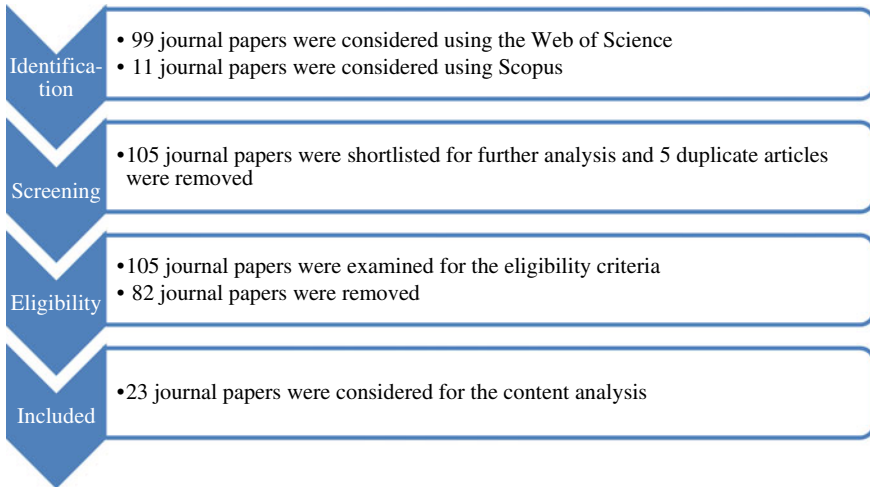 Identifica-
tion
• 99 journal papers were considered using the Web of Science
• 11 journal papers were considered using Scopus
Screening
•105 journal papers were shortlisted for further analysis and 5 duplicate articles
were removed
Eligibility
•105 journal papers were examined for the eligibility criteria
• 82 journal papers were removed
Included
•23 journal papers were considered for the content analysis